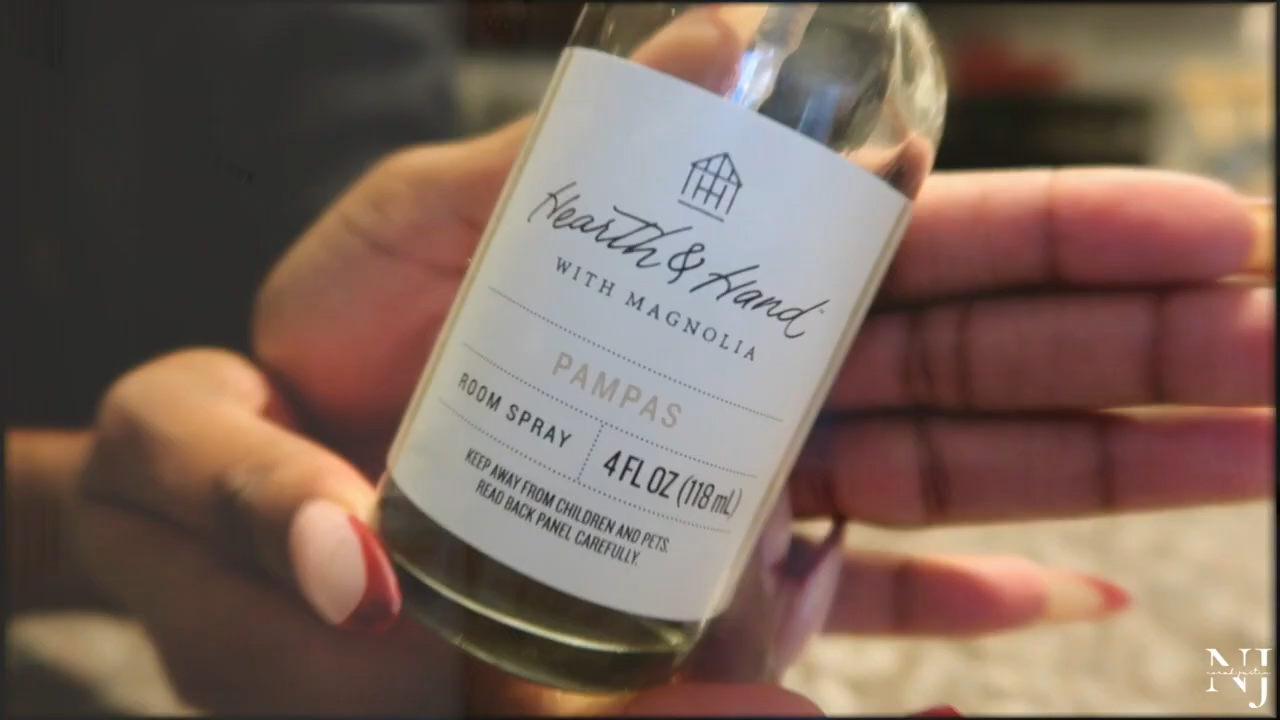 Hearth & Hand
WITH MAGNOLIA
PAMPAS
ROOM SPRAY
4 FL OZ (118 mL)
KEEP AWAY FROM CHILDREN AND PETS.
READ BACK PANEL CAREFULLY.
NJ